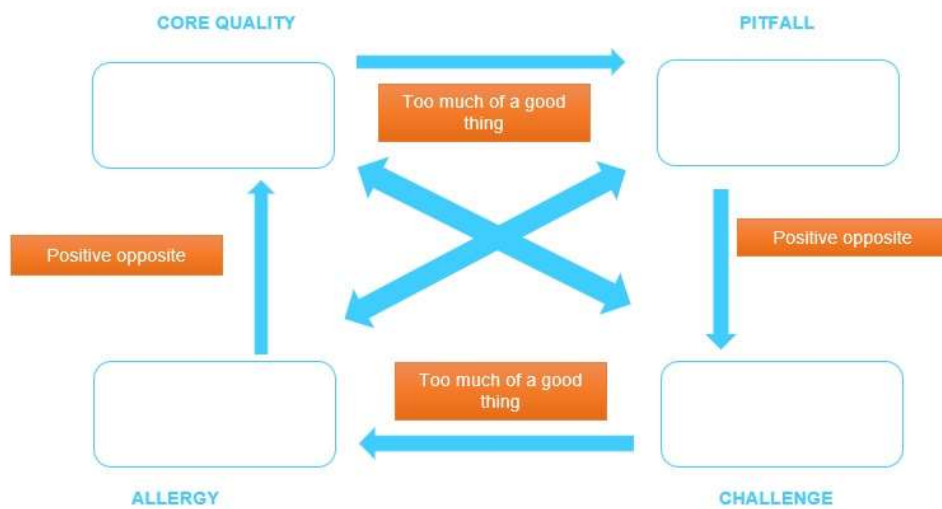 CORE QUALITY
PITFALL
Too much of a good
thing
Positive opposite
Positive opposite
Too much of a good
thing
ALLERGY
CHALLENGE